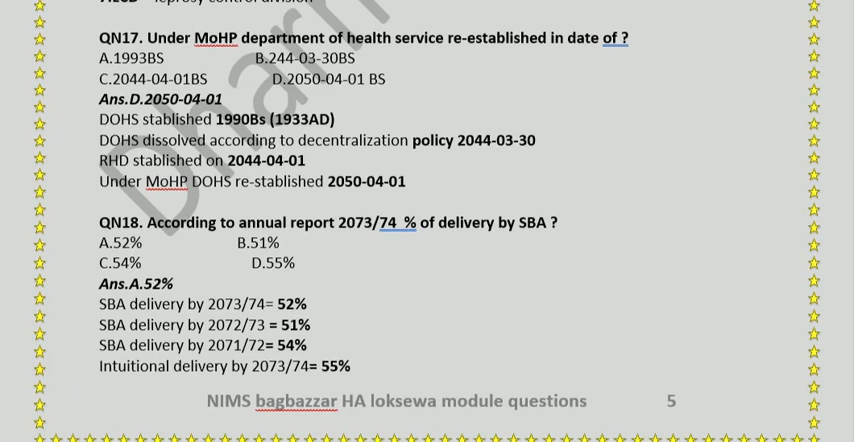 QN17. Under MoHP department of health service re-established in date of ?
A.1993BS B.244-03-30BS
C.2044-04-01BS D.2050-04-01 BS
Ans.D.2050-04-01
DOHS stablished 1990Bs (1933AD)
DOHS dissolved according to decentralization policy 2044-03-30
RHD stablished on 2044-04-01
Under MoHP DOHS re-stablished 2050-04-01
QN18. According to annual report 2073/74 % of delivery by SBA ?
A.52% B.51%
C.54% D.55%
Ans.A.52%
SBA delivery by 2073/74= 52%
SBA delivery by 2072/73 = 51%
SBA delivery by 2071/72= 54%
Intuitional delivery by 2073/74= 55%
NIMS bagbazzar HA loksewa module questions 5